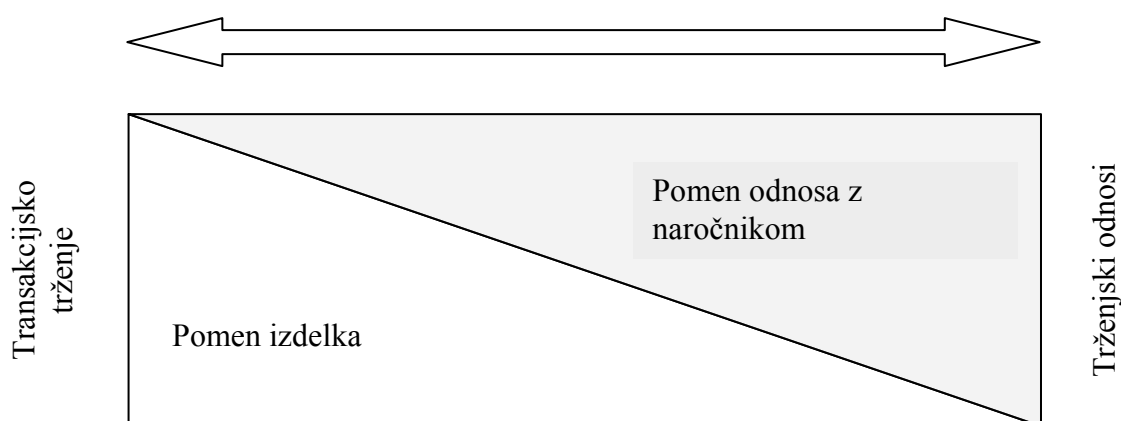 Transakcijsko
trženje
Pomen odnosa z
naročnikom
Pomen izdelka
Trženjski odnosi